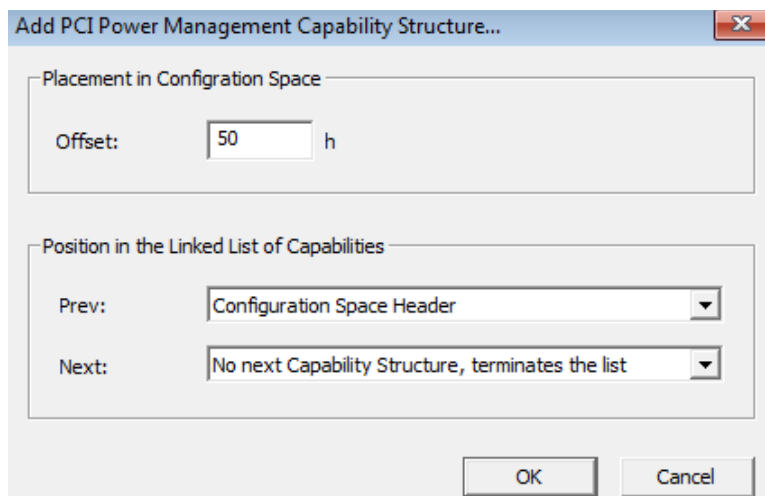 Add PCI Power Management Capability Structure...
Placement in Configration Space
Offset: 50 h
Position in the Linked List of Capabilities
Prev: Configuration Space Header
Next: No next Capability Structure, terminates the list
OK Cancel